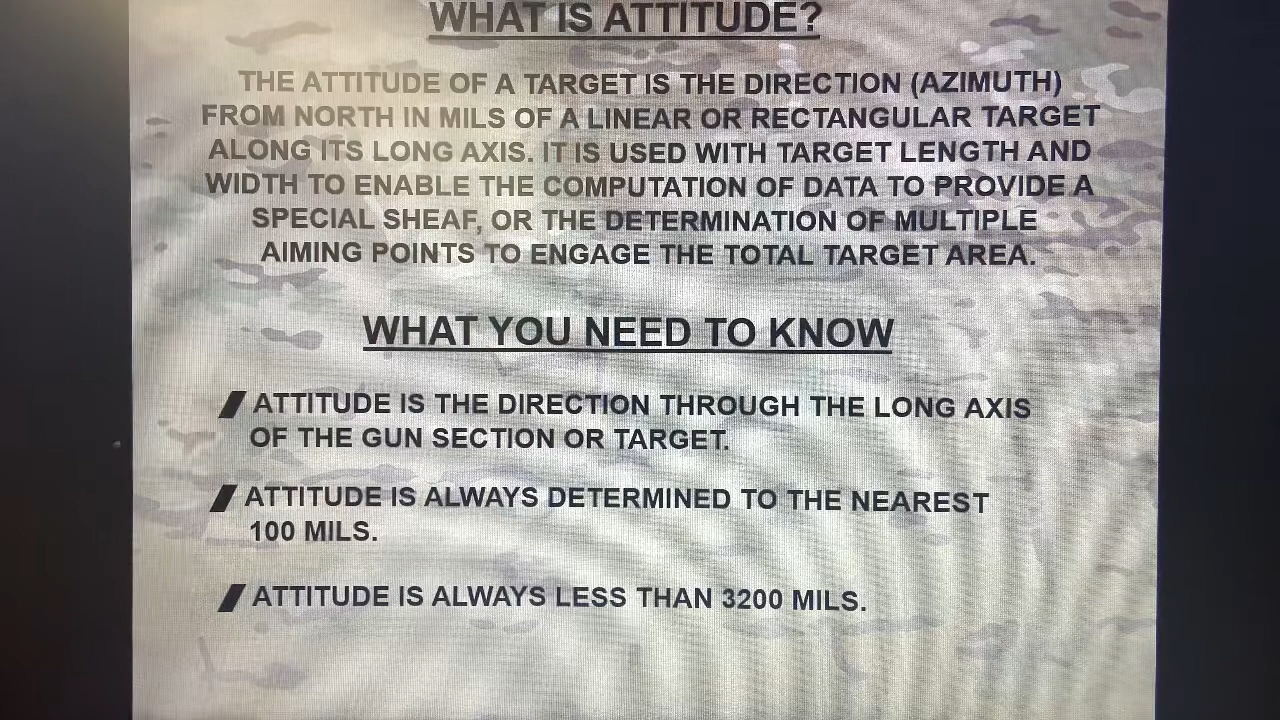 WHAT IS ATTITUDE?
THE ATTITUDE OF A TARGET IS THE DIRECTION (AZIMUTH)
FROM NORTH IN MILS OF A LINEAR OR RECTANGULAR TARGET
ALONG ITS LONG AXIS. IT IS USED WITH TARGET LENGTH AND
WIDTH TO ENABLE THE COMPUTATION OF DATA TO PROVIDE A
SPECIAL SHEAF, OR THE DETERMINATION OF MULTIPLE
AIMING POINTS TO ENGAGE THE TOTAL TARGET AREA.
WHAT YOU NEED TO KNOW
ATTITUDE IS THE DIRECTION THROUGH THE LONG AXIS
OF THE GUN SECTION OR TARGET.
ATTITUDE IS ALWAYS DETERMINED TO THE NEAREST
100 MILS.
ATTITUDE IS ALWAYS LESS THAN 3200 MILS.